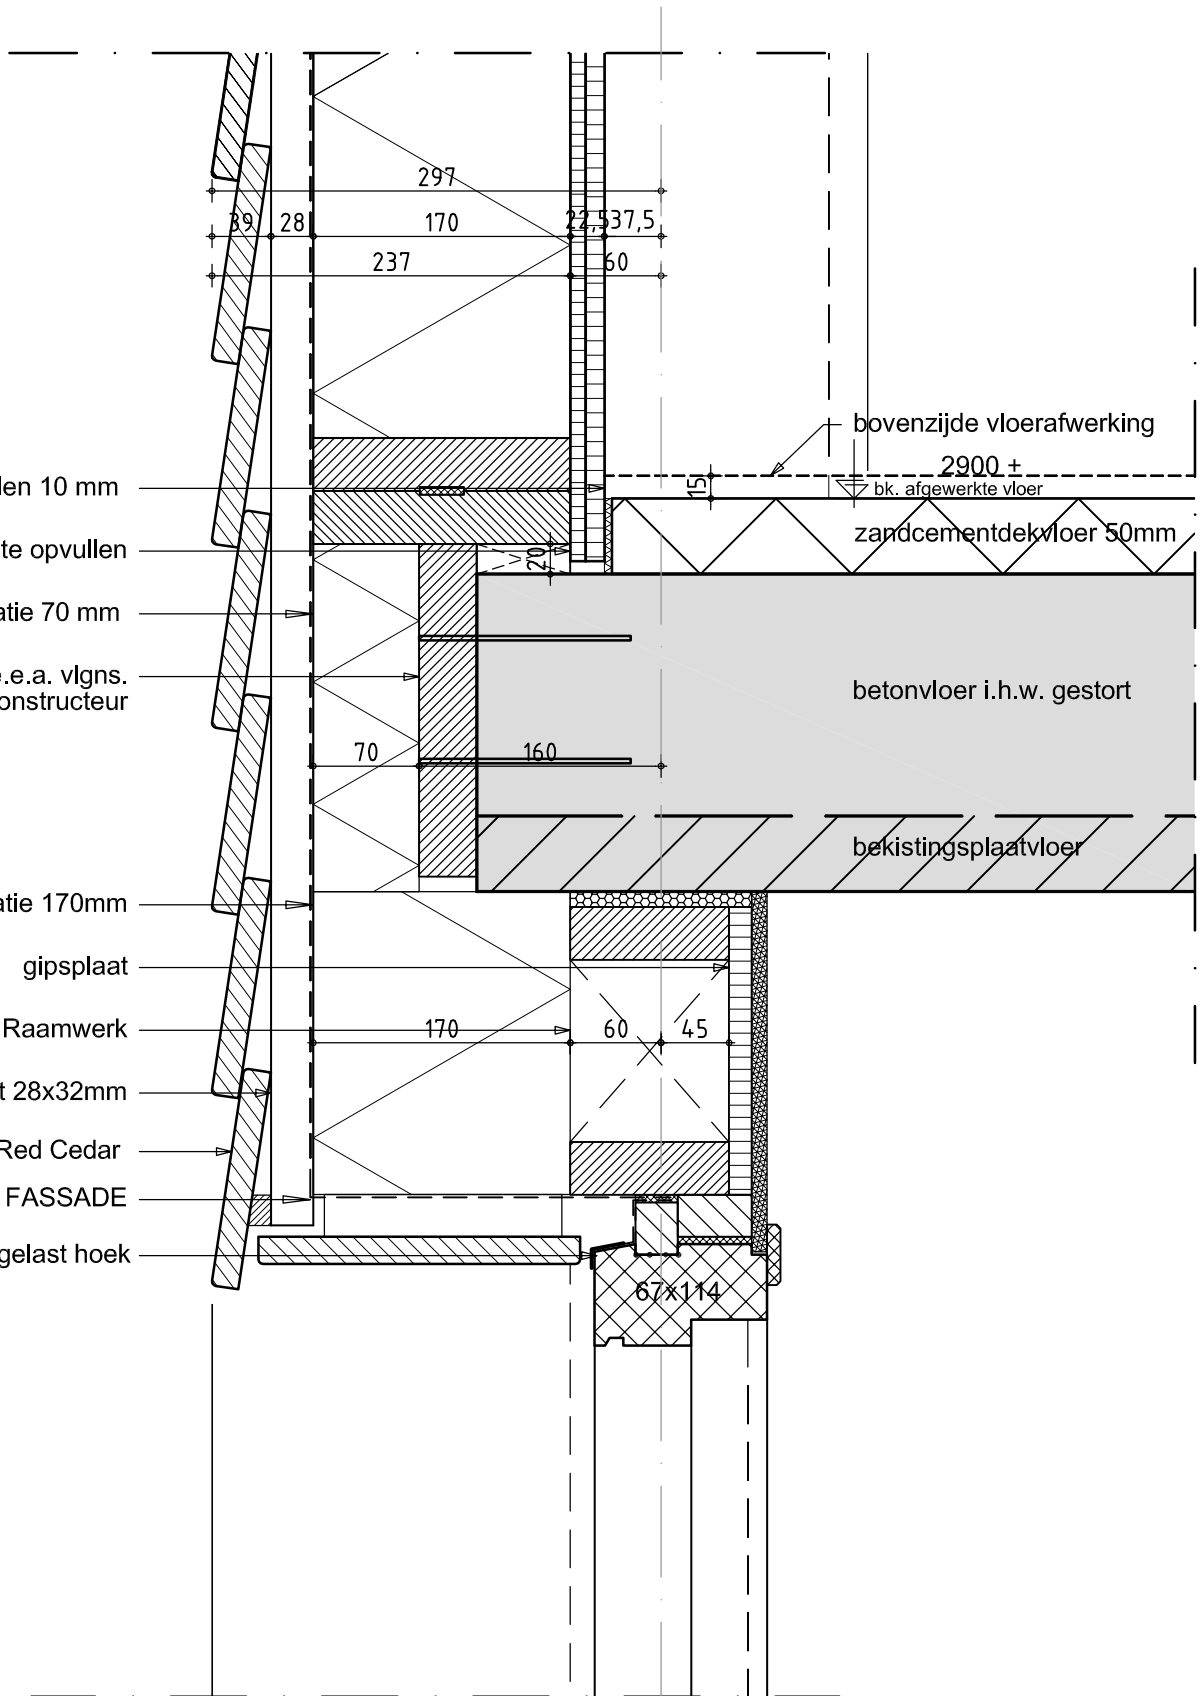 297
39 28 170 22,5 37,5
237 60
bovenzijde vloerafwerking
2900 +
bk. afgewerkte vloer
15
en 10 mm
zandcementdekvloer 50mm
te opvullen
20
atie 70 mm
e.e.a. vlgns.
onstructeur
betonvloer i.h.w. gestort
70 160
bekistingsplaatvloer
atie 170mm
gipsplaat
Raamwerk
170 60 45
t 28x32mm
Red Cedar
FASSADE
gelast hoek
67x114